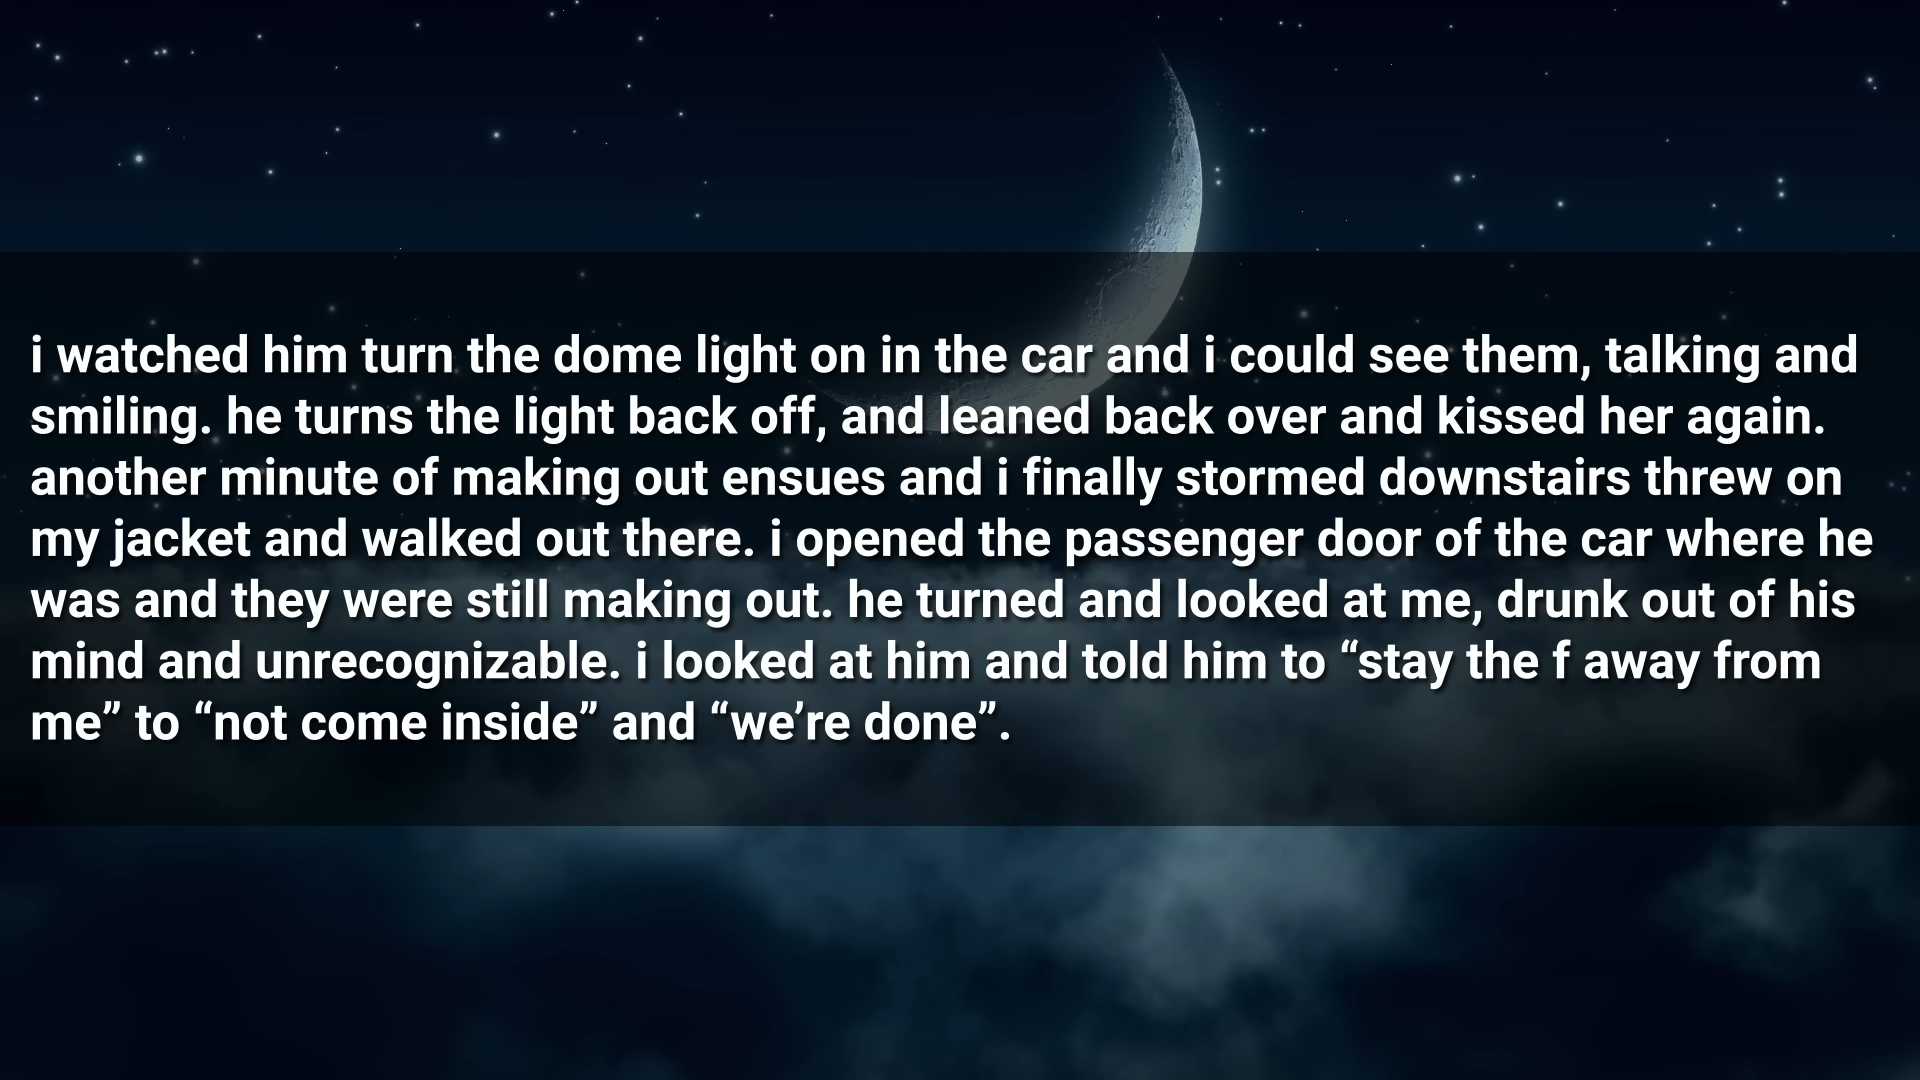 i watched him turn the dome light on in the car and i could see them, talking and
smiling. he turns the light back off, and leaned back over and kissed her again.
another minute of making out ensues and i finally stormed downstairs threw on
my jacket and walked out there. i opened the passenger door of the car where he
was and they were still making out. he turned and looked at me, drunk out of his
mind and unrecognizable. i looked at him and told him to “stay the f away from
me” to “not come inside” and “we’re done”.